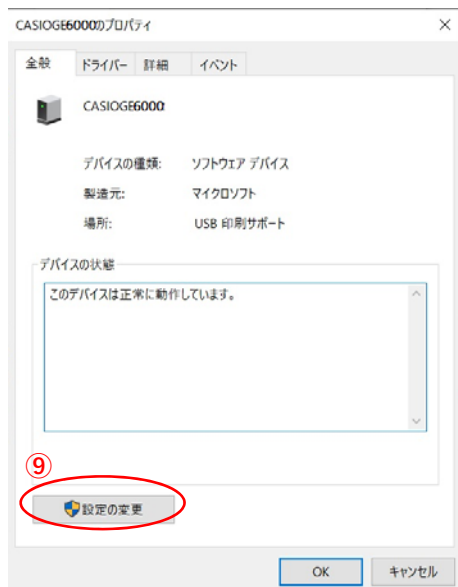 CASIOGE6000のプロパティ
全般 ドライバー 詳細 イベント
CASIOGE6000
デバイスの種類: ソフトウェア デバイス
製造元: マイクロソフト
場所: USB 印刷サポート
デバイスの状態
このデバイスは正常に動作しています。
⑨
設定の変更
OK キャンセル